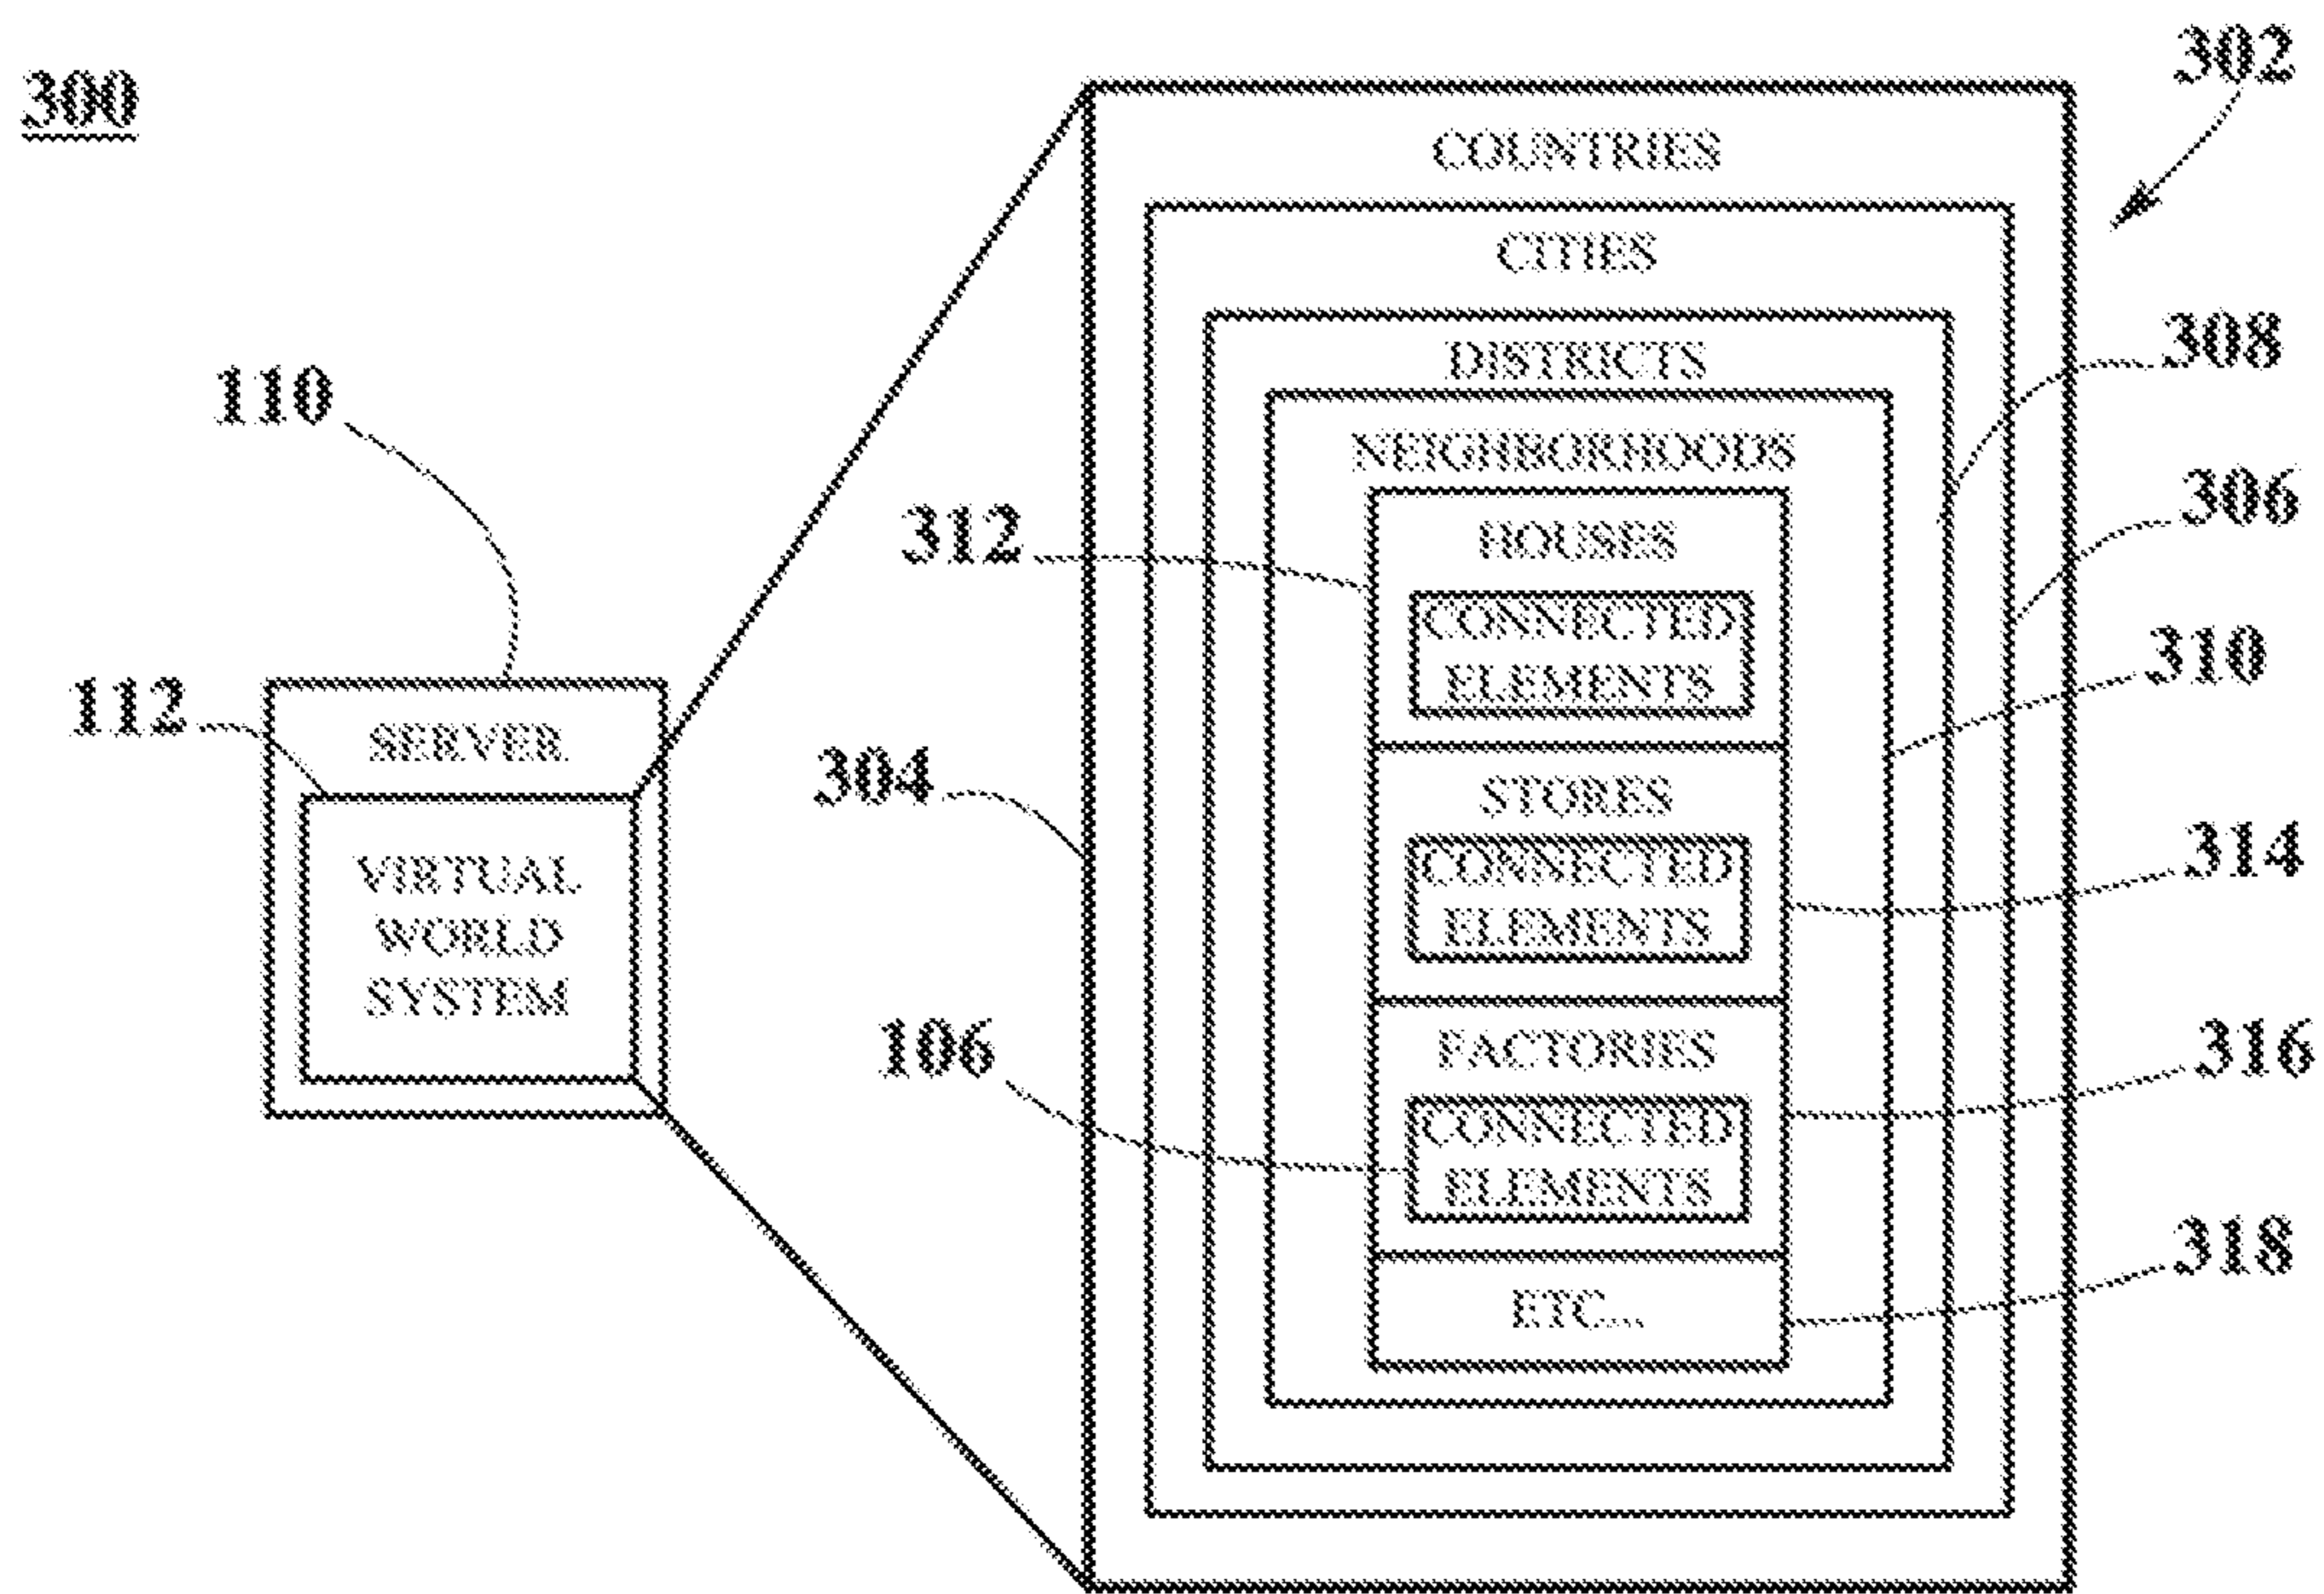 300
302
COUNTRIES
CITIES
308
DISTRICTS
110
NEIGHBORHOODS
306
312
HOUSES
CONNECTED
ELEMENTS
310
112
SERVER
304
STORES
314
CONNECTED
ELEMENTS
VIRTUAL
WORLD
SYSTEM
106
FACTORIES
316
CONNECTED
ELEMENTS
318
ETC...